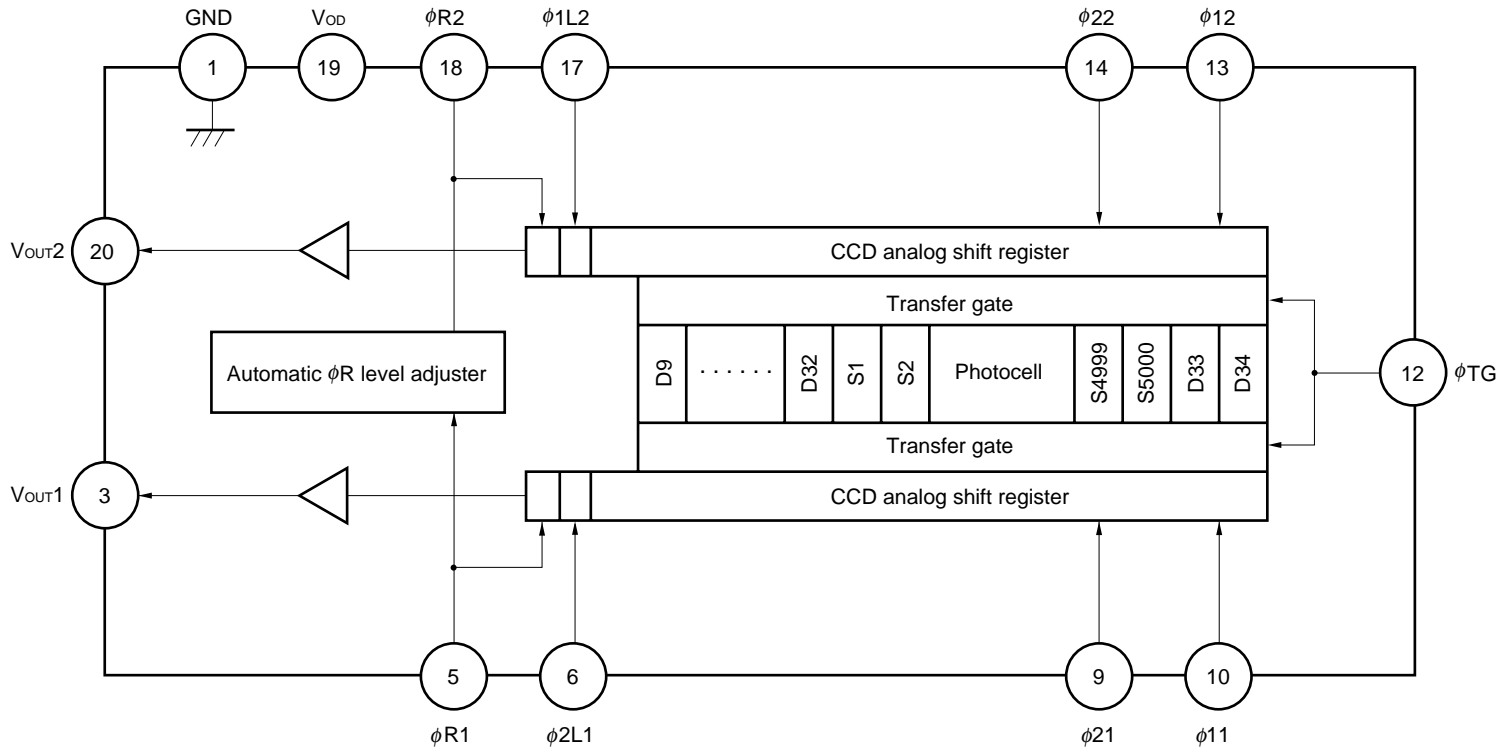 GND
VOD
ϕR2
ϕ1L2
ϕ22
ϕ12
1
19
18
17
14
13
VOUT2
20
CCD analog shift register
Transfer gate
Automatic ϕR level adjuster
D9
· · · · · ·
D32
S1
S2
Photocell
S4999
S5000
D33
D34
12
ϕTG
Transfer gate
VOUT1
3
CCD analog shift register
5
6
9
10
ϕR1
ϕ2L1
ϕ21
ϕ11